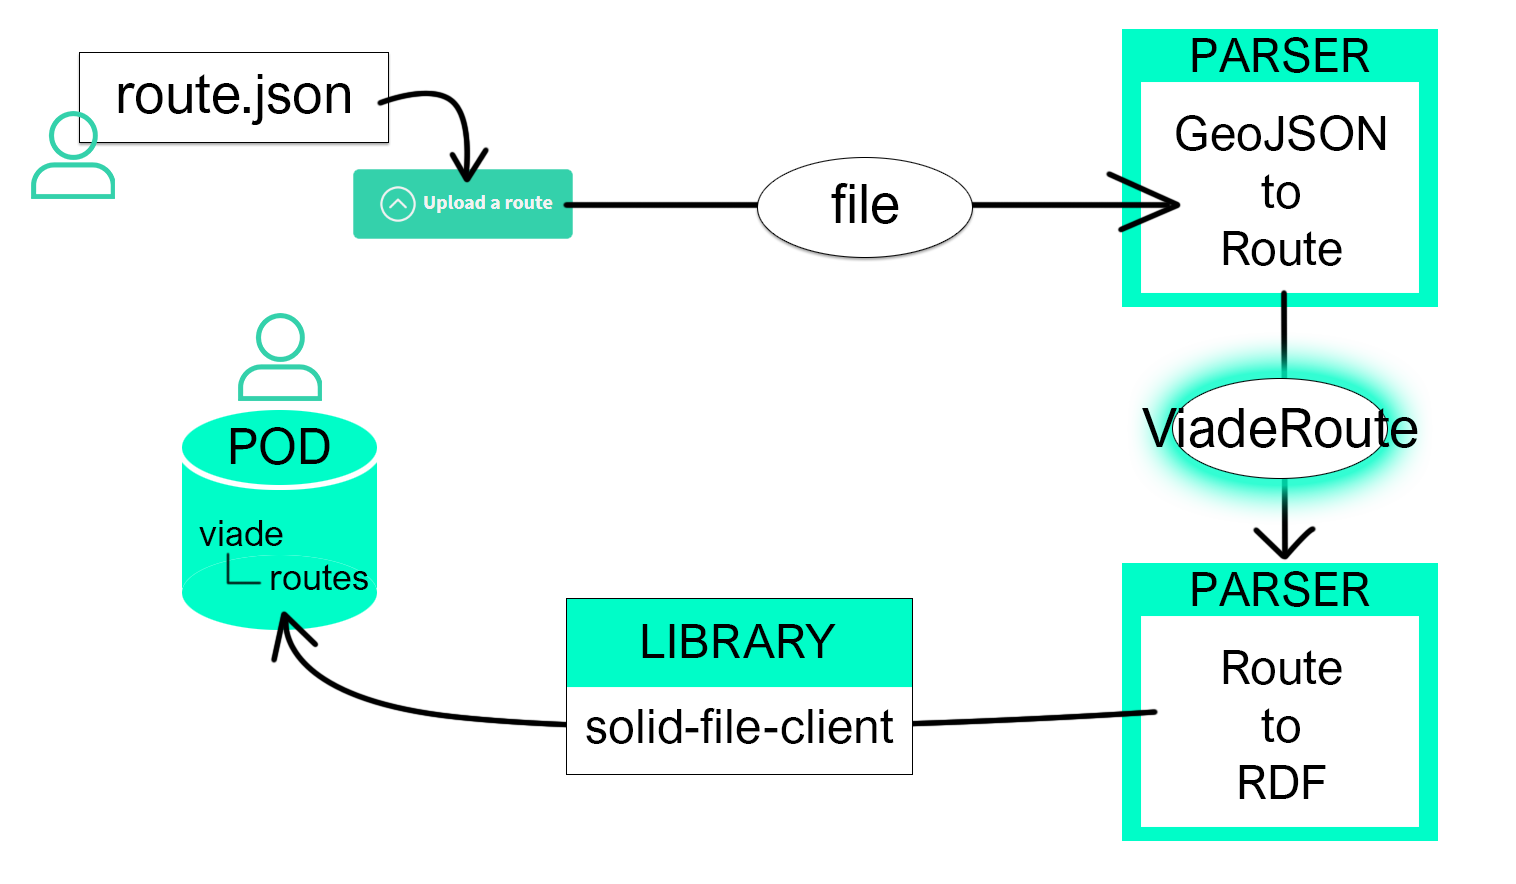 route.json
Upload a route
file
PARSER
GeoJSON
to
Route
ViadeRoute
PARSER
Route
to
RDF
LIBRARY
solid-file-client
POD
viade
routes